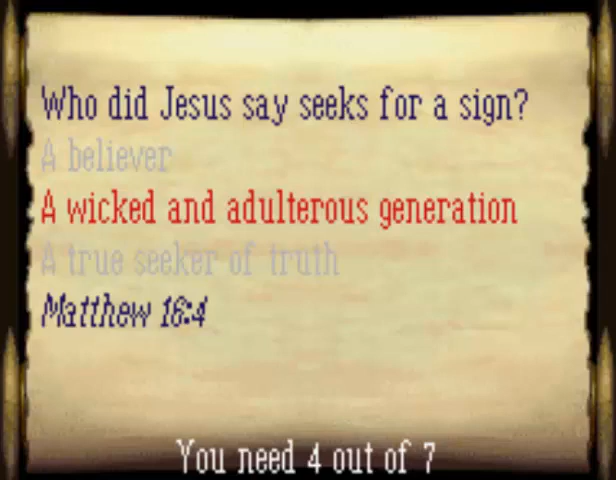 Who did Jesus say seeks for a sign?
A believer
A wicked and adulterous generation
A true seeker of truth
Matthew 16:4
You need 4 out of 7